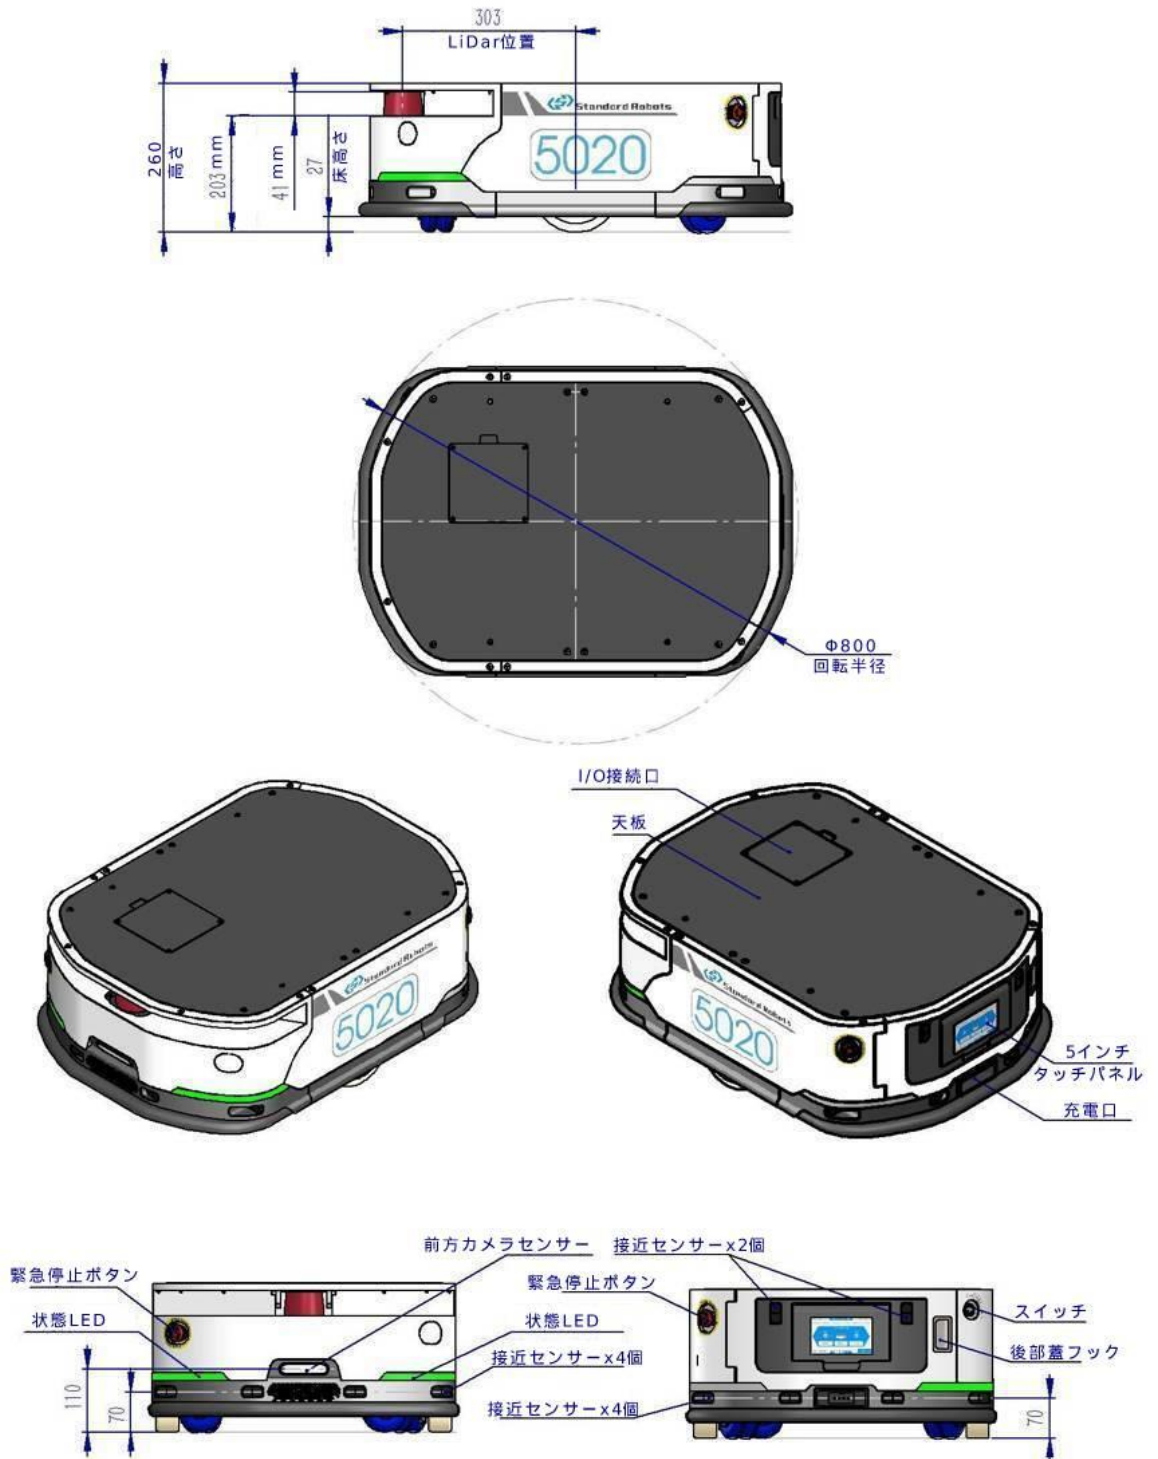 303
LiDar位置
Standard Robots
5020
260
高さ
203mm
41mm
27
床高さ
Φ800
回転半径
I/O接続口
天板
Standard Robots
5020
Standard Robots
5020
5インチ
タッチパネル
充電口
前方カメラセンサー
接近センサーx2個
緊急停止ボタン
緊急停止ボタン
状態LED
状態LED
スイッチ
接近センサーx4個
後部蓋フック
接近センサーx4個
110
70
70